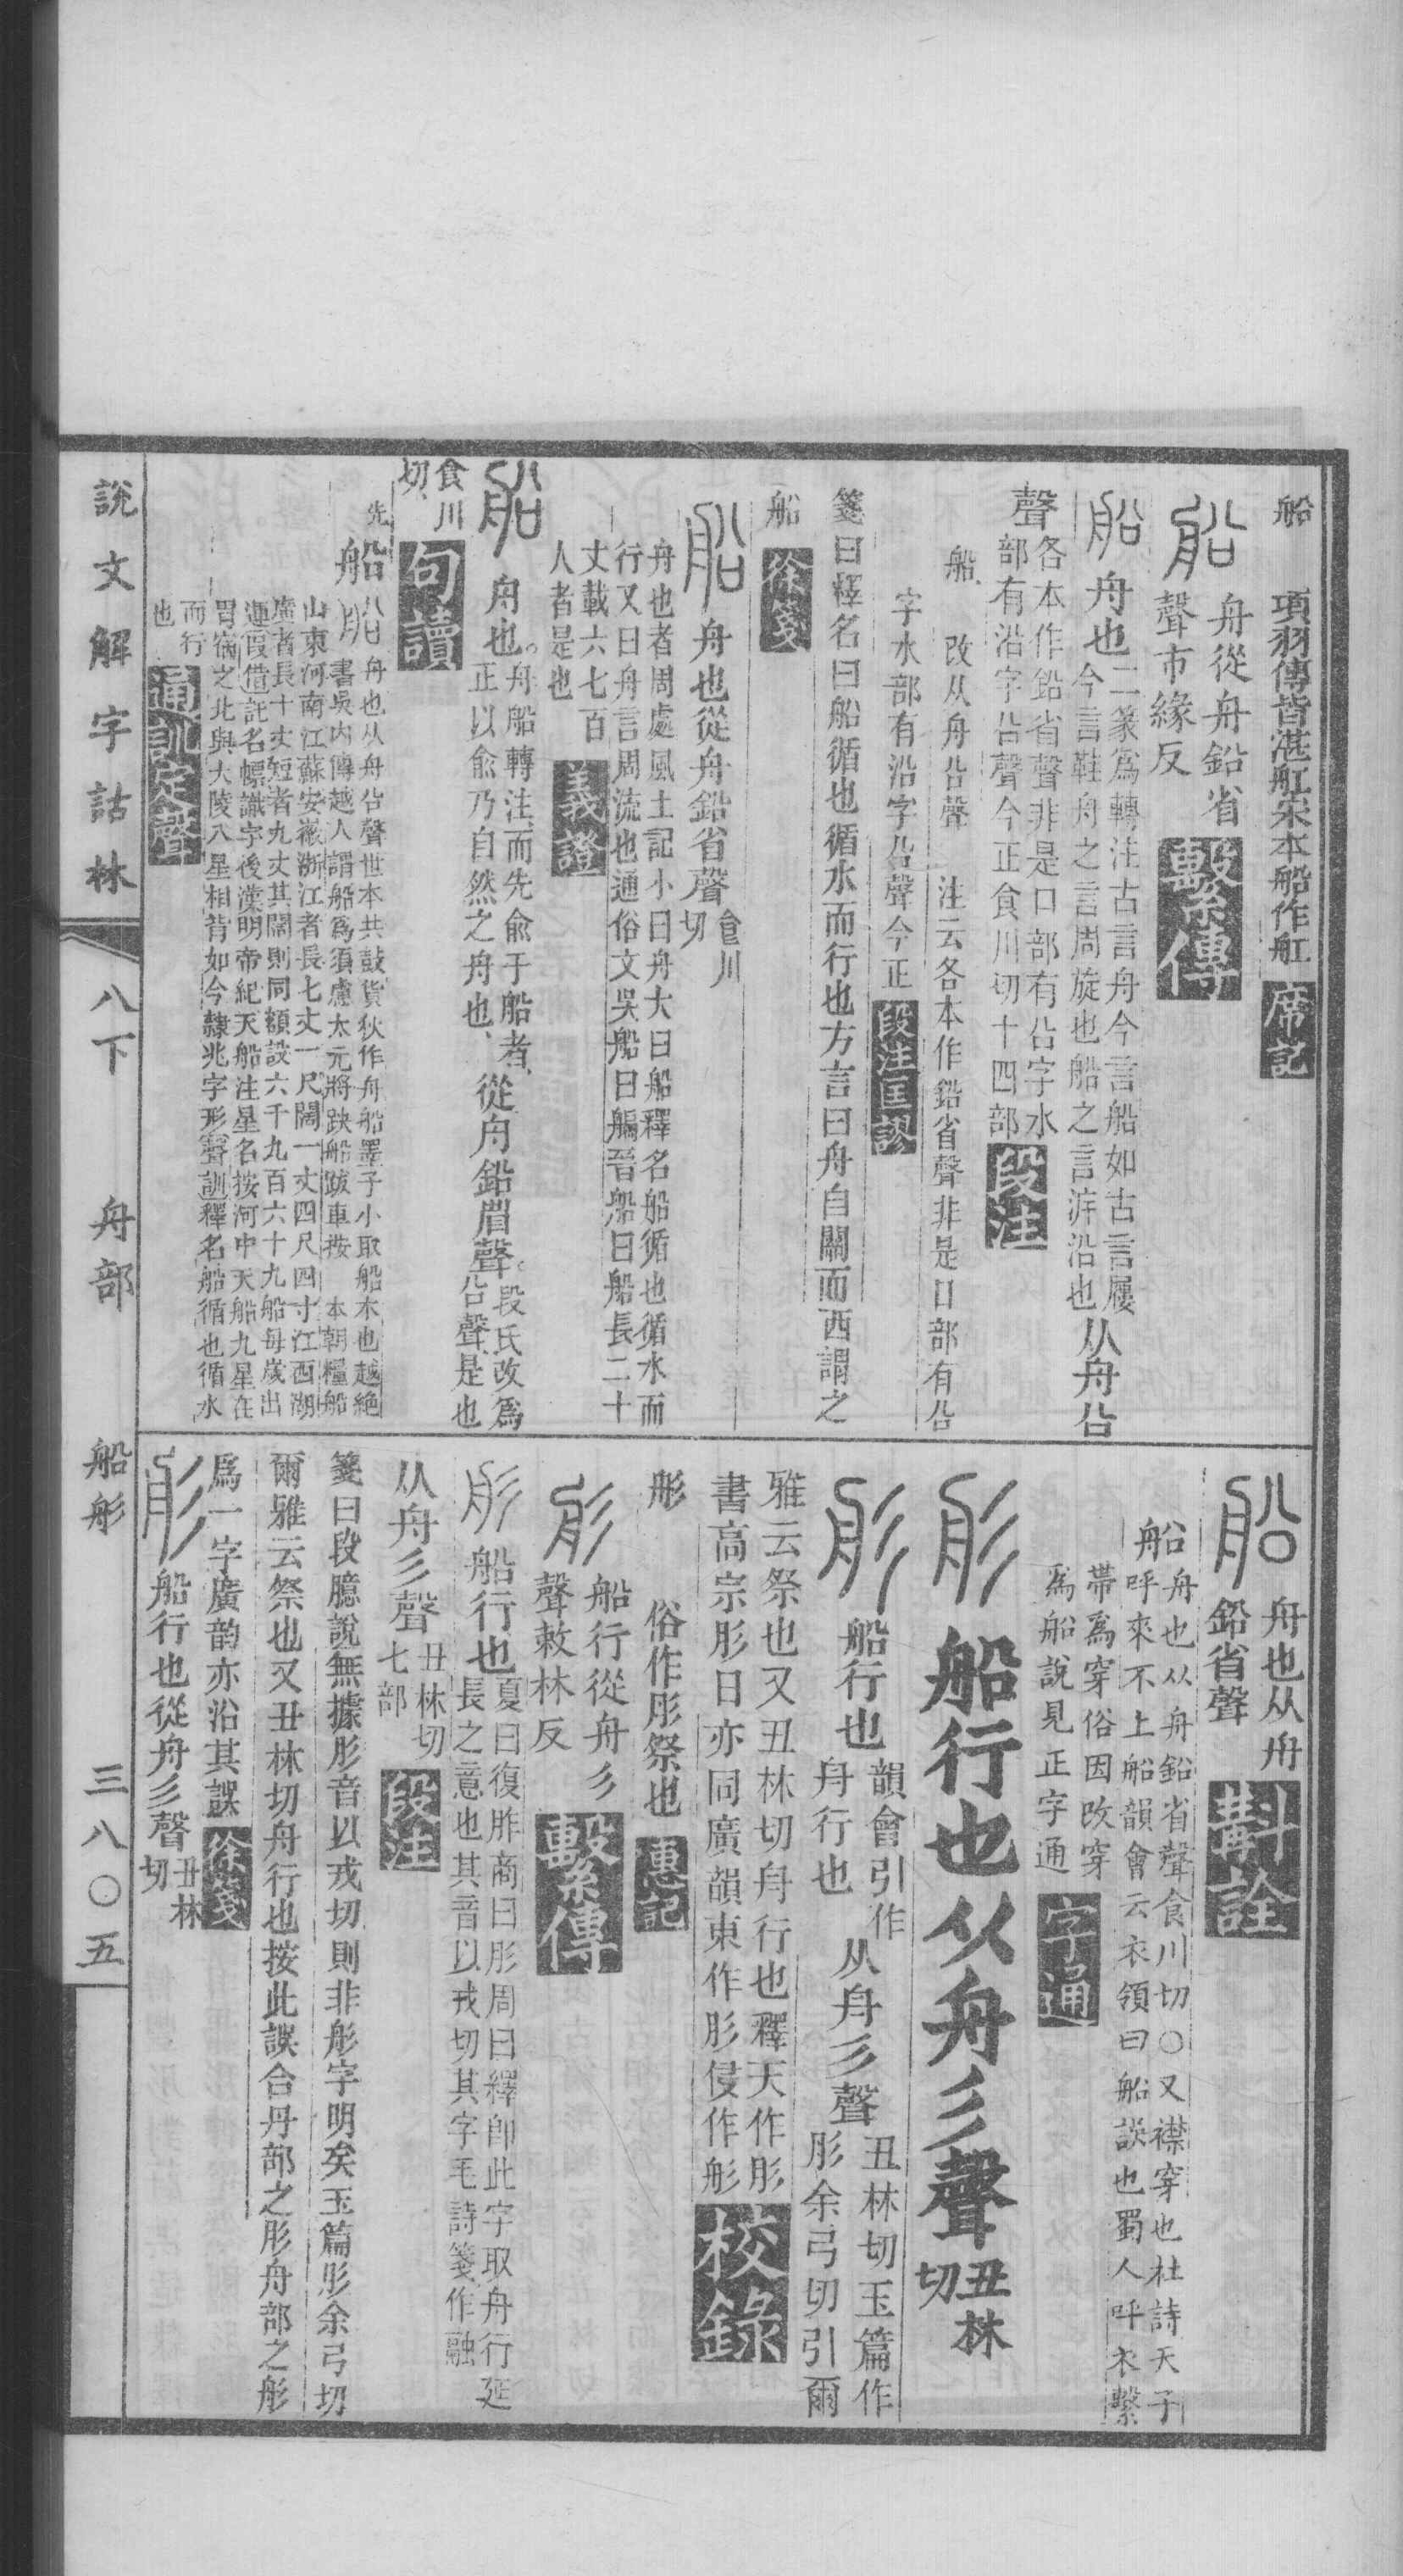 船　項羽傳皆湛舡宋本船作舡 席記
舟從舟鉛省
聲市緣反 繫傳
船 舟也二篆爲轉注古言舟今言船如古言屨
今言鞋舟之言周旋也船之言泝沿也 从舟㕣
聲 各本作鉛省聲非是口部有㕣字水
部有沿字㕣聲今正食川切十四部 段注
船　改从舟㕣聲　注云各本作鉛省聲非是口部有㕣
字水部有沿字㕣聲今正 段注匡謬
箋曰釋名曰船循也循水而行也方言曰舟自關而西謂之
船 徐箋
船 舟也從舟鉛省聲 食川切
舟也者周處風土記小曰舟大曰船釋名船循也循水而
行又曰舟言周流也通俗文吳船曰艑晉船曰船長二十
丈載六七百
人者是也 義證
船 舟也。舟船轉注、而先俞于船者、
正以俞乃自然之舟也、 從舟鉛省聲。段氏改爲
㕣聲、是也
食川
切、 句讀
先
船 舟也从舟㕣聲世本共鼓貨狄作舟船墨子小取船木也越絕
書吳內傳越人謂船爲須慮太元將趹船跋車按　本朝糧船
山東河南江蘇安徽浙江者長七丈一尺闊一丈四尺四寸江西湖
廣者長十丈短者九丈其闊則同額設六千九百六十九船每歲出
運假借託名幖識字後漢明帝紀天船注星名按河中天船九星在
胃宿之北與大陵八星相背如今隸兆字形聲訓釋名船循也循水
而行
也 通訓定聲
舟也从舟
鉛省聲 斠詮
船 舟也从舟鉛省聲食川切〇又襟穿也杜詩天子
呼來不上船韻會云衣領曰船談也蜀人呼衣繫
帶爲穿俗因改穿
爲船說見正字通 字通
彤 船行也从舟彡聲 丑林切
船行也 韻會引作
舟行也 从舟彡聲 丑林切玉篇作
肜余弓切引爾
雅云祭也又丑林切舟行也釋天作肜
書高宗肜日亦同廣韻東作肜侵作舤 校錄
彤　俗作肜祭也 惠記
船行從舟彡
聲敕林反 繫傳
船行也 夏曰復胙商曰肜周曰繹卽此字取舟行延
長之意也其音以戎切其字毛詩箋作融
从舟彡聲 丑林切
七部 段注
箋曰段臆說無據肜音以戎切則非彤字明矣玉篇肜余弓切
爾雅云祭也又丑林切舟行也按此誤合丹部之肜舟部之彤
爲一字廣韵亦沿其誤 徐箋
船行也從舟彡聲 丑林
切
說文解字詁林　八下　舟部　船彤　三八〇五